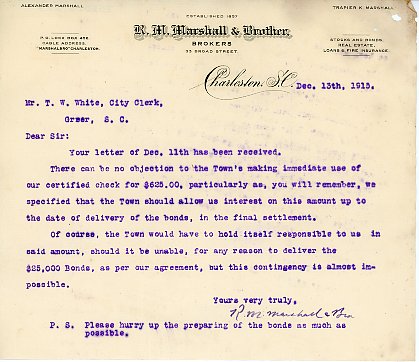 ALEXANDER MARSHALL
TRAPIER K. MARSHALL
ESTABLISHED 1857
R. M. Marshall & Brother,
BROKERS
33 BROAD STREET
P.O. LOCK BOX 456
CABLE ADDRESS,
"MARSHALBRO" CHARLESTON.
STOCKS AND BONDS,
REAL ESTATE,
LOANS & FIRE INSURANCE.
Charleston, S.C. Dec. 13th, 1913.
Mr. T. W. White, City Clerk,
Greer, S. C.
Dear Sir:
Your letter of Dec. 11th has been received.
There can be no objection to the Town's making immediate use of
our certified check for $625.00, particularly as, you will remember, we
specified that the Town should allow us interest on this amount up to
the date of delivery of the bonds, in the final settlement.
Of course, the Town would have to hold itself responsible to us in
said amount, should it be unable, for any reason to deliver the
$25,000 Bonds, as per our agreement, but this contingency is almost im-
possible.
Yours very truly,
R. M. Marshall & Bro
P. S. Please hurry up the preparing of the bonds as much as
possible.